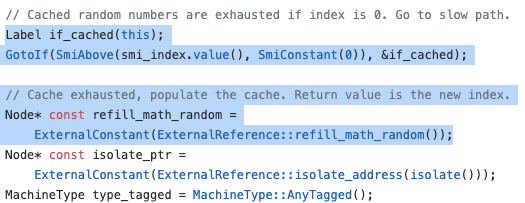 // Cached random numbers are exhausted if index is 0. Go to slow path.
Label if_cached(this);
GotoIf(SmiAbove(smi_index.value(), SmiConstant(0)), &if_cached);
// Cache exhausted, populate the cache. Return value is the new index.
Node* const refill_math_random =
ExternalConstant(ExternalReference::refill_math_random());
Node* const isolate_ptr =
ExternalConstant(ExternalReference::isolate_address(isolate()));
MachineType type_tagged = MachineType::AnyTagged();